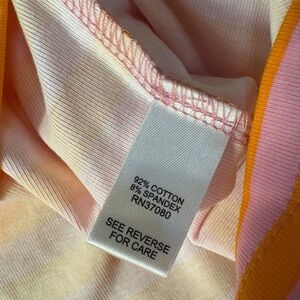 92% COTTON
8% SPANDEX
RN37080
SEE REVERSE
FOR CARE